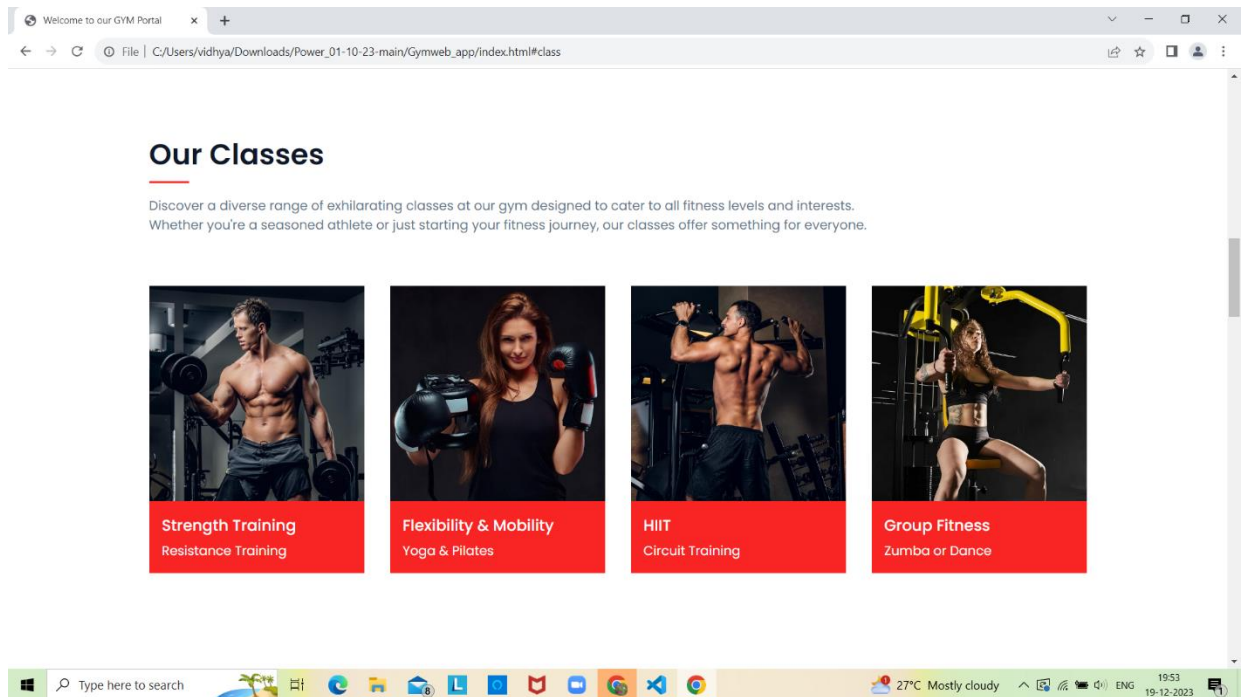 Welcome to our GYM Portal
File | C:/Users/vidhya/Downloads/Power_01-10-23-main/Gymweb_app/index.html#class
Our Classes
Discover a diverse range of exhilarating classes at our gym designed to cater to all fitness levels and interests.
Whether you're a seasoned athlete or just starting your fitness journey, our classes offer something for everyone.
Strength Training
Resistance Training
Flexibility & Mobility
Yoga & Pilates
HIIT
Circuit Training
Group Fitness
Zumba or Dance
Type here to search
8
L
27°C Mostly cloudy
ENG
19:53
19-12-2023
1